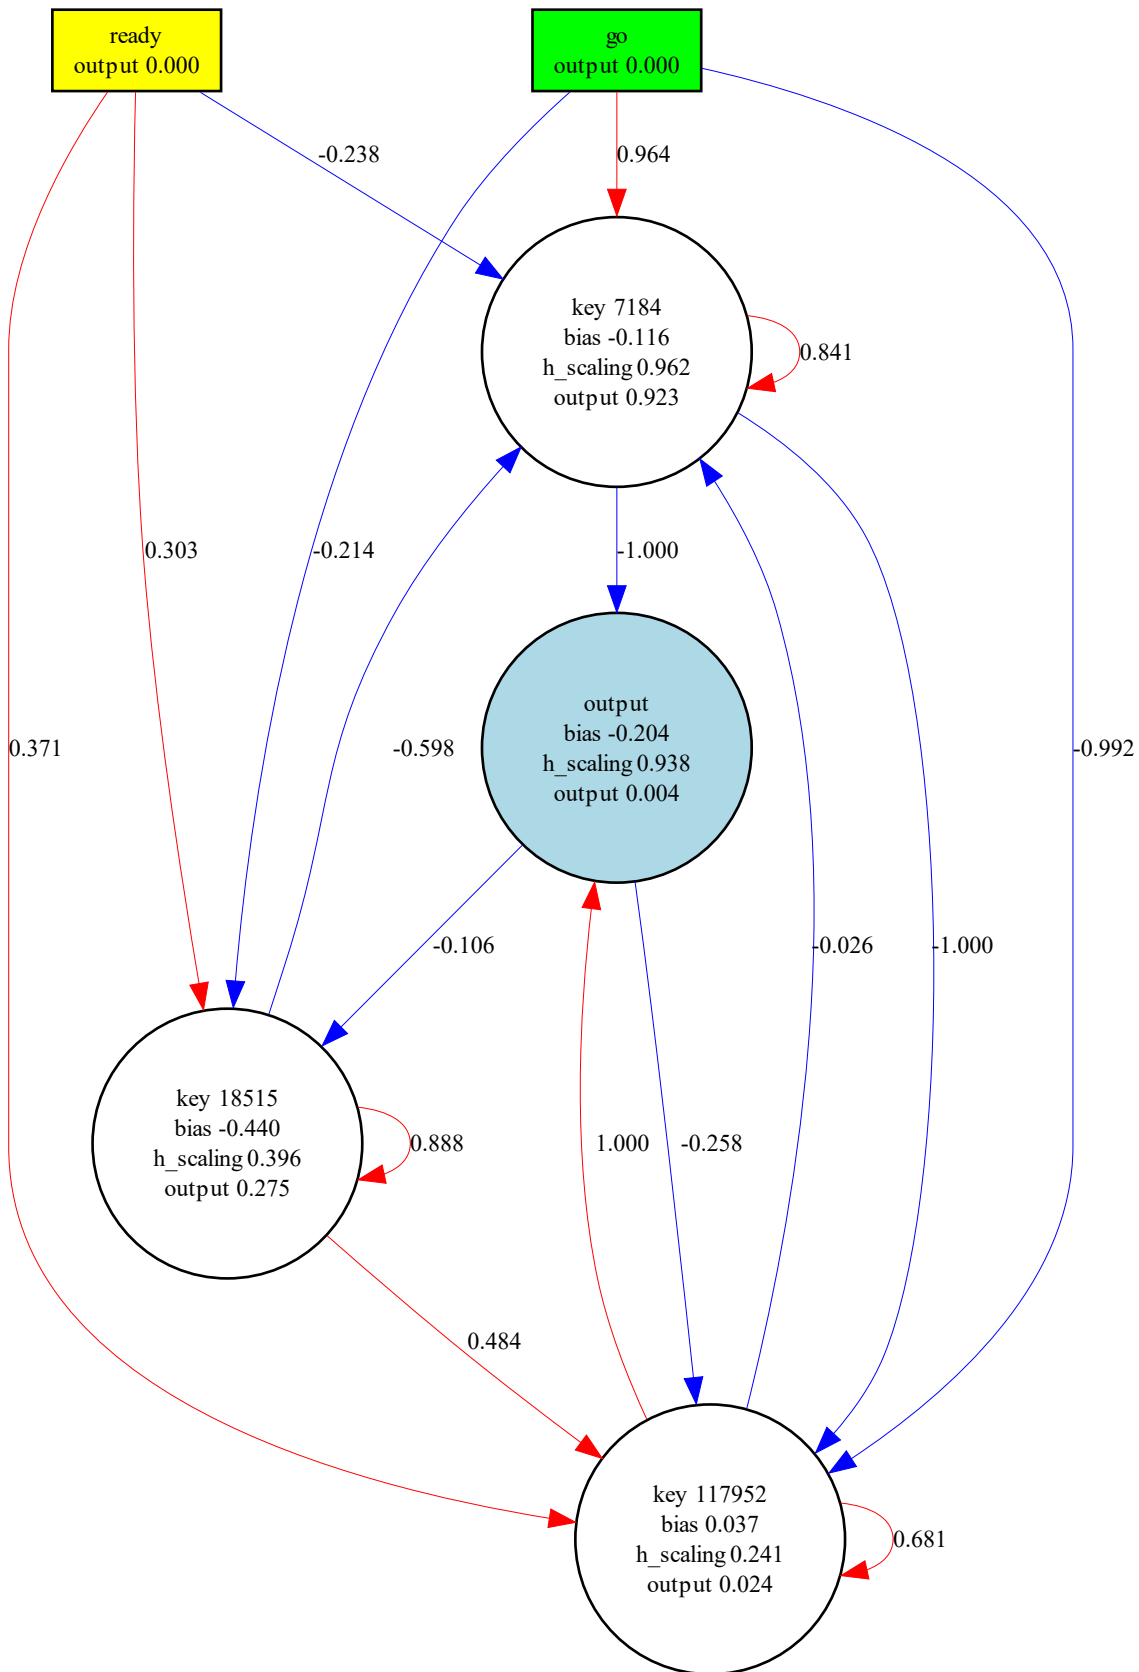 ready
output 0.000
go
output 0.000
-0.238
0.964
key 7184
bias -0.116
h_scaling 0.962
output 0.923
0.841
0.303
-0.214
-1.000
output
bias -0.204
h_scaling 0.938
output 0.004
0.371
-0.598
-0.992
-0.106
-0.026
-1.000
key 18515
bias -0.440
h_scaling 0.396
output 0.275
0.888
1.000
-0.258
0.484
key 117952
bias 0.037
h_scaling 0.241
output 0.024
0.681